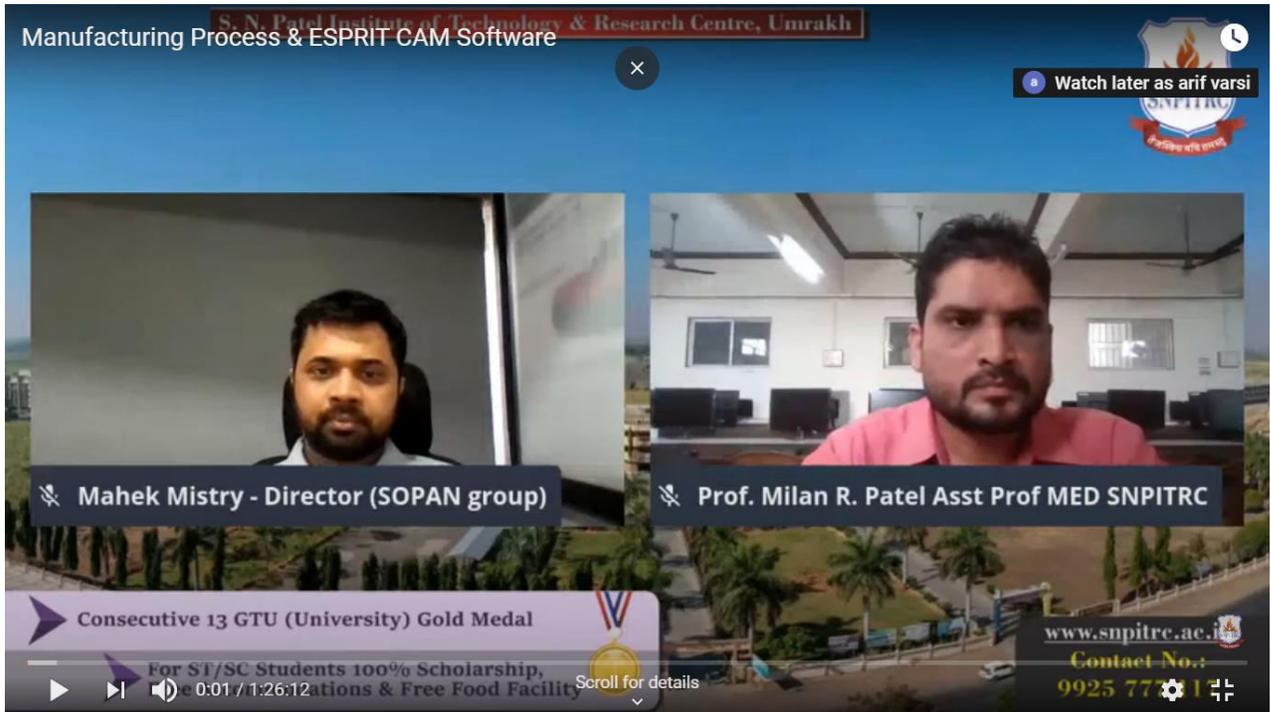 S. N. Patel Institute of Technology & Research Centre, Umrakh
Manufacturing Process & ESPRIT CAM Software
a Watch later as arif varsi
SNPITRC
Mahek Mistry - Director (SOPAN group)
Prof. Milan R. Patel Asst Prof MED SNPITRC
Consecutive 13 GTU (University) Gold Medal
For ST/SC Students 100% Scholarship,
& Free Food Facility
www.snpitrc.ac.i
Contact No.:
9925 777
0:01 / 1:26:12
Scroll for details